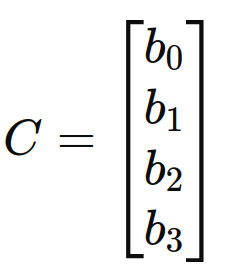 C = [b₀
b₁
b₂
b₃]